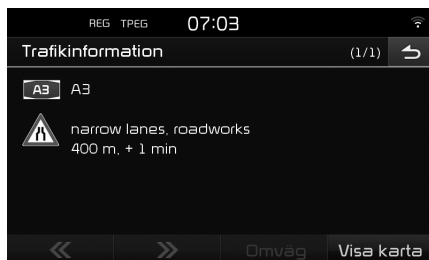 REG TPEG 07:03
Trafikinformation (1/1)
A3 A3
narrow lanes, roadworks
400 m, + 1 min
Omväg Visa karta